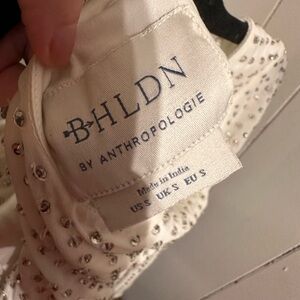 BHLDN
BY ANTHROPOLOGIE
Made in India
US S UK S EU S